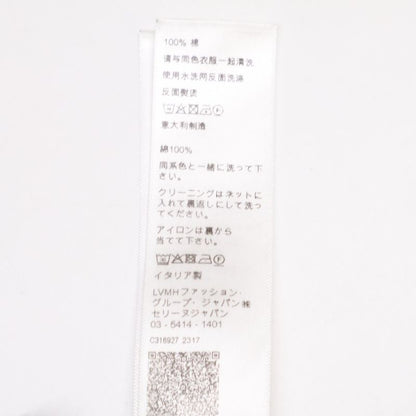 100% 棉
请与同色衣服一起清洗
使用水洗网反面洗涤
反面熨烫
意大利制造
綿100%
同系色と一緒に洗って下
さい。
クリーニングはネットに
入れて裏返しにして洗っ
てください。
アイロンは裏から
当てて下さい。
イタリア製
LVMHファッション・
グループ・ジャパン㈱
セリーヌジャパン
03-5414-1401
C316927 2317